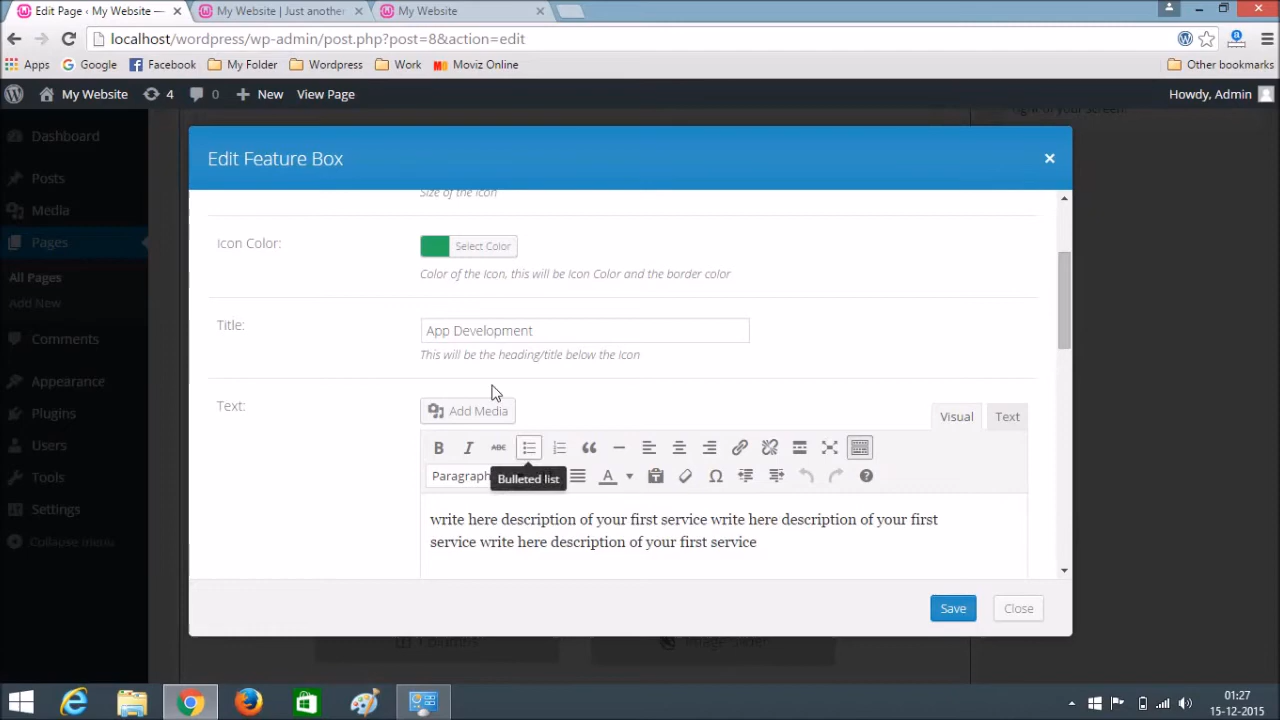 Edit Page ‹ My Website —
My Website | Just another
My Website
localhost/wordpress/wp-admin/post.php?post=8&action=edit
Apps
Google
Facebook
My Folder
Wordpress
Work
Moviz Online
Other bookmarks
My Website
4
0
New
View Page
Howdy, Admin
of your screen.
Dashboard
Posts
Media
Pages
All Pages
Add New
Comments
Appearance
Plugins
Users
Tools
Settings
Collapse menu
Edit Feature Box
×
Size of the icon
Icon Color:
Select Color
Color of the Icon, this will be Icon Color and the border color
Title:
App Development
This will be the heading/title below the Icon
Text:
Add Media
Visual
Text
B I ABC
Paragraph
A
Ω
Bulleted list
write here description of your first service write here description of your first
service write here description of your first service
Save
Close
01:27
15-12-2015